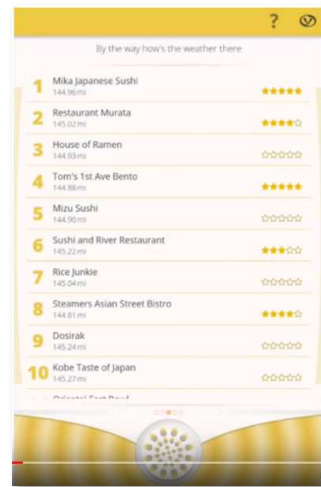 ?
By the way how's the weather there
1 Mika Japanese Sushi
144.96 mi
2 Restaurant Murata
145.02 mi
3 House of Ramen
144.93 mi
4 Tom's 1st Ave Bento
144.88 mi
5 Mizu Sushi
144.90 mi
6 Sushi and River Restaurant
145.22 mi
7 Rice Junkie
145.04 mi
8 Steamers Asian Street Bistro
144.81 mi
9 Dosirak
145.24 mi
10 Kobe Taste of Japan
145.27 mi